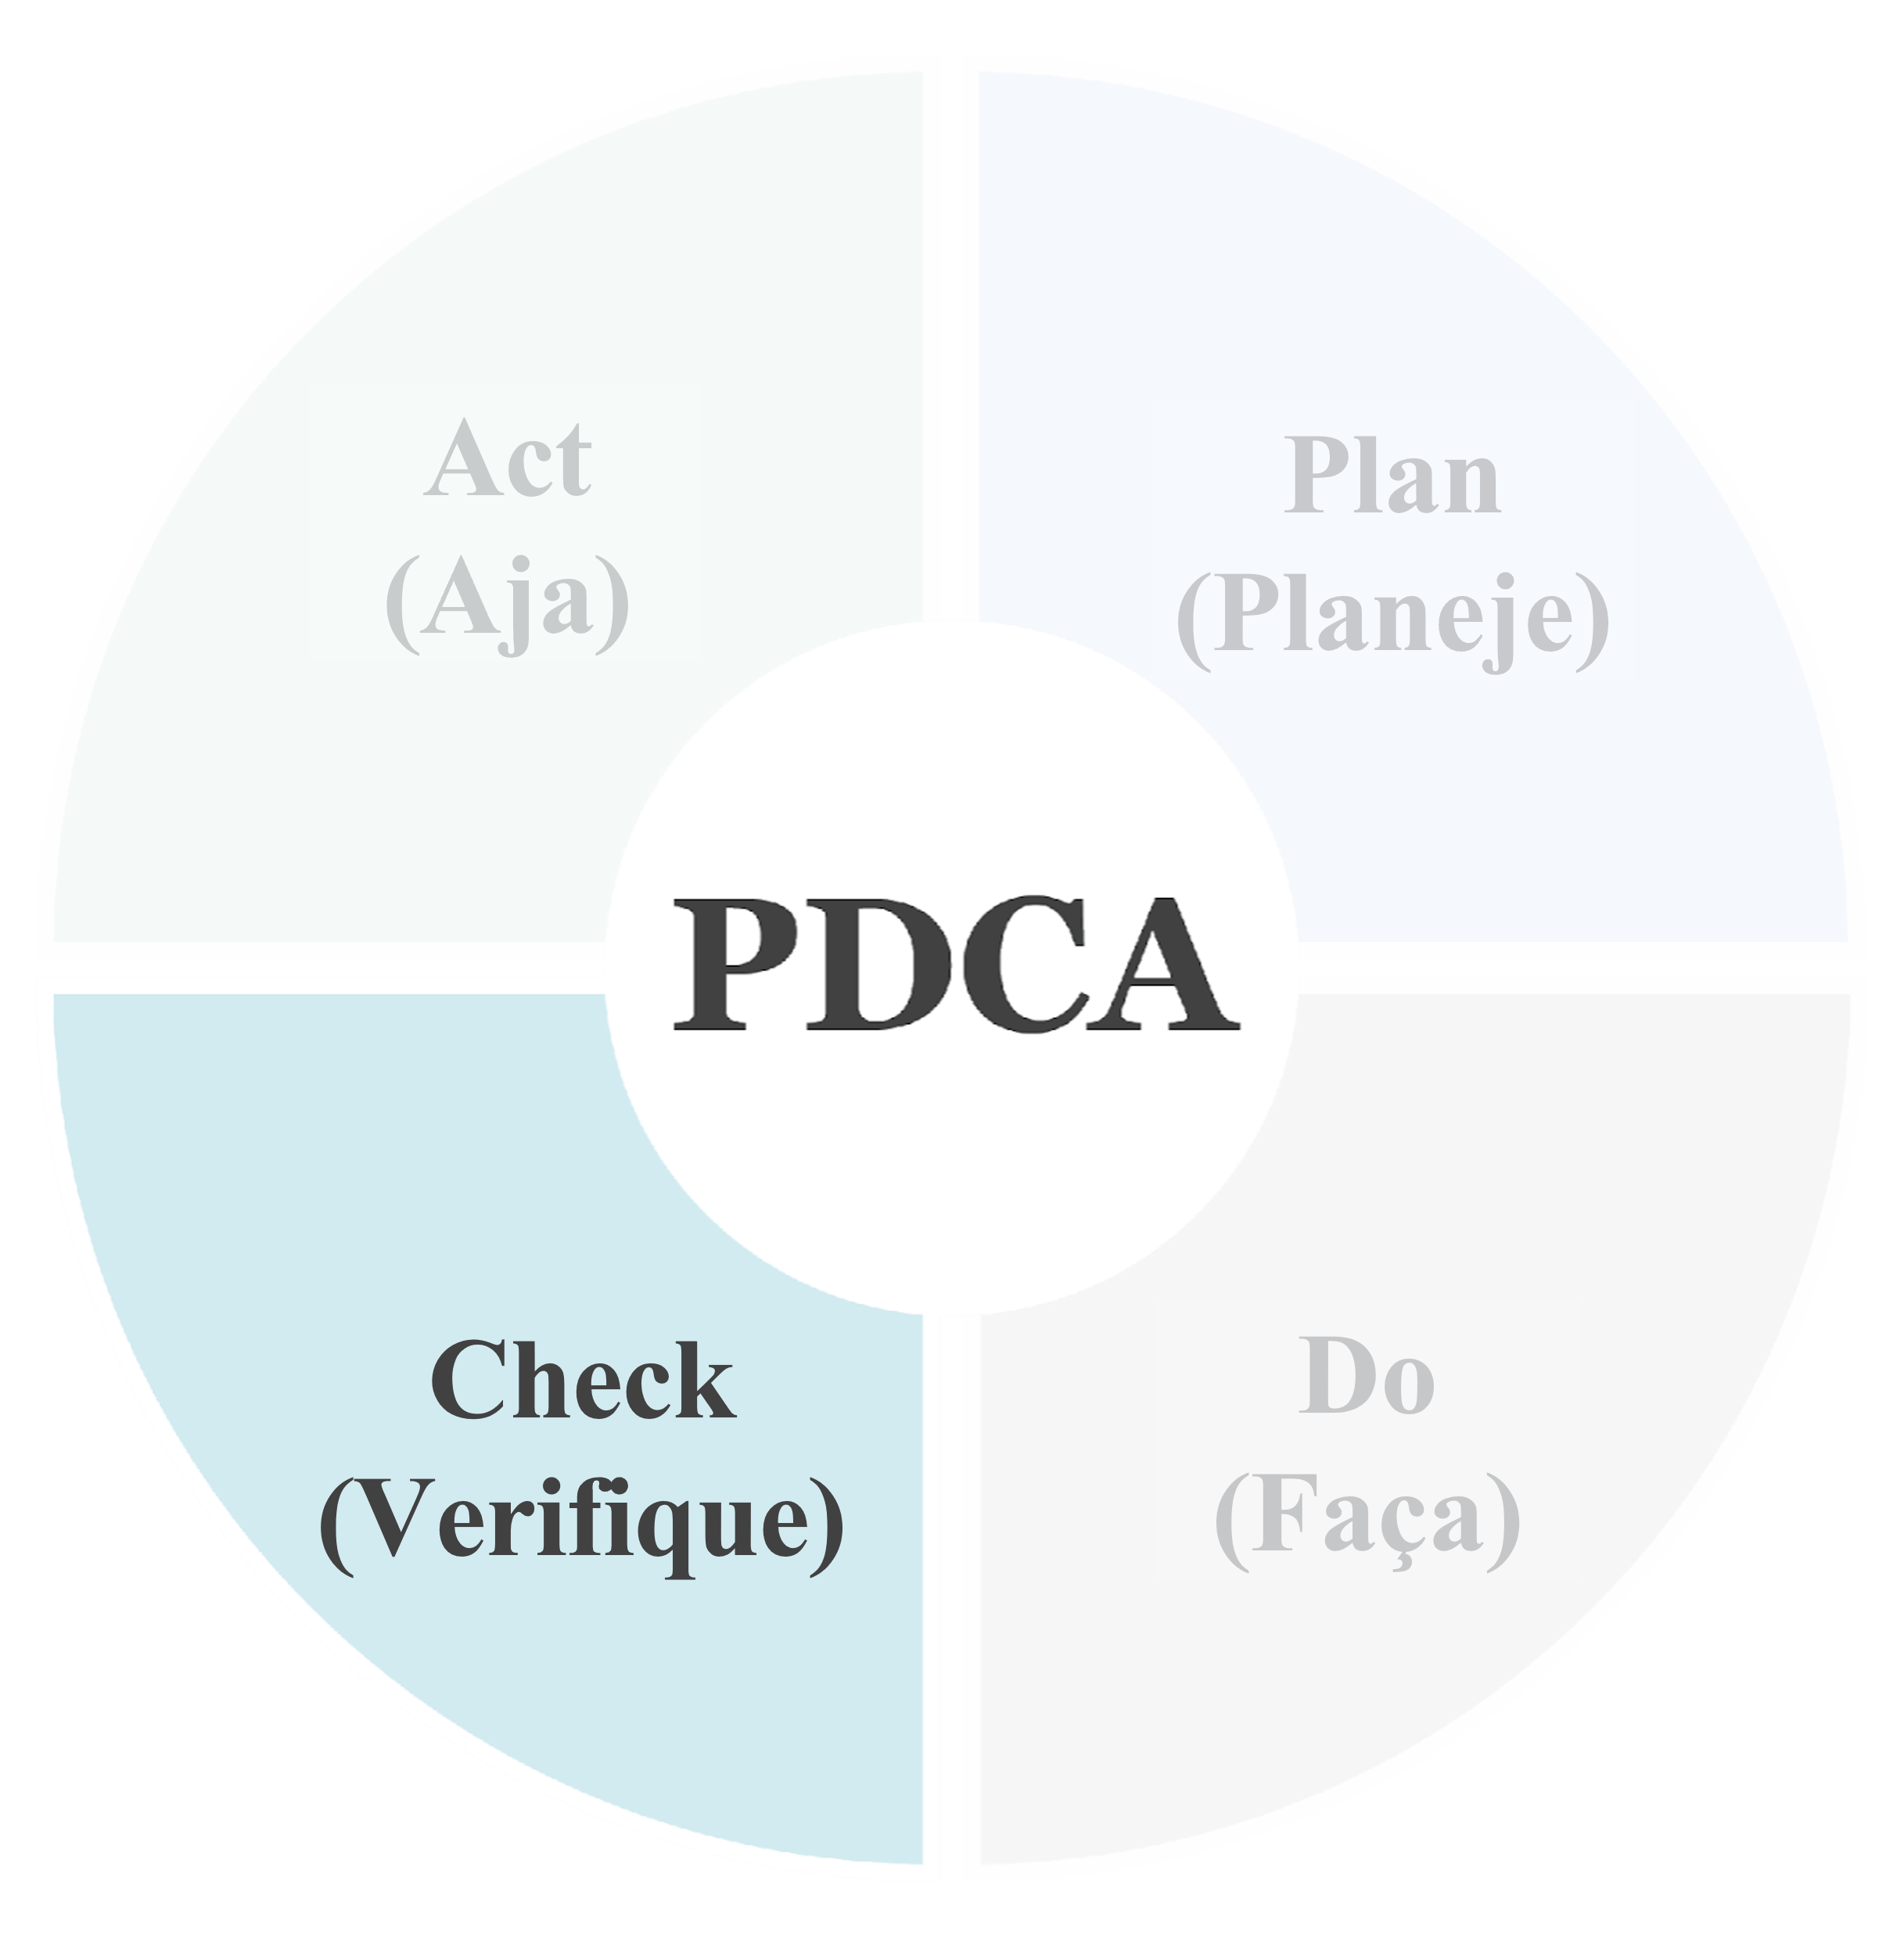 Act
(Aja)
Plan
(Planeje)
PDCA
Check
(Verifique)
Do
(Faça)